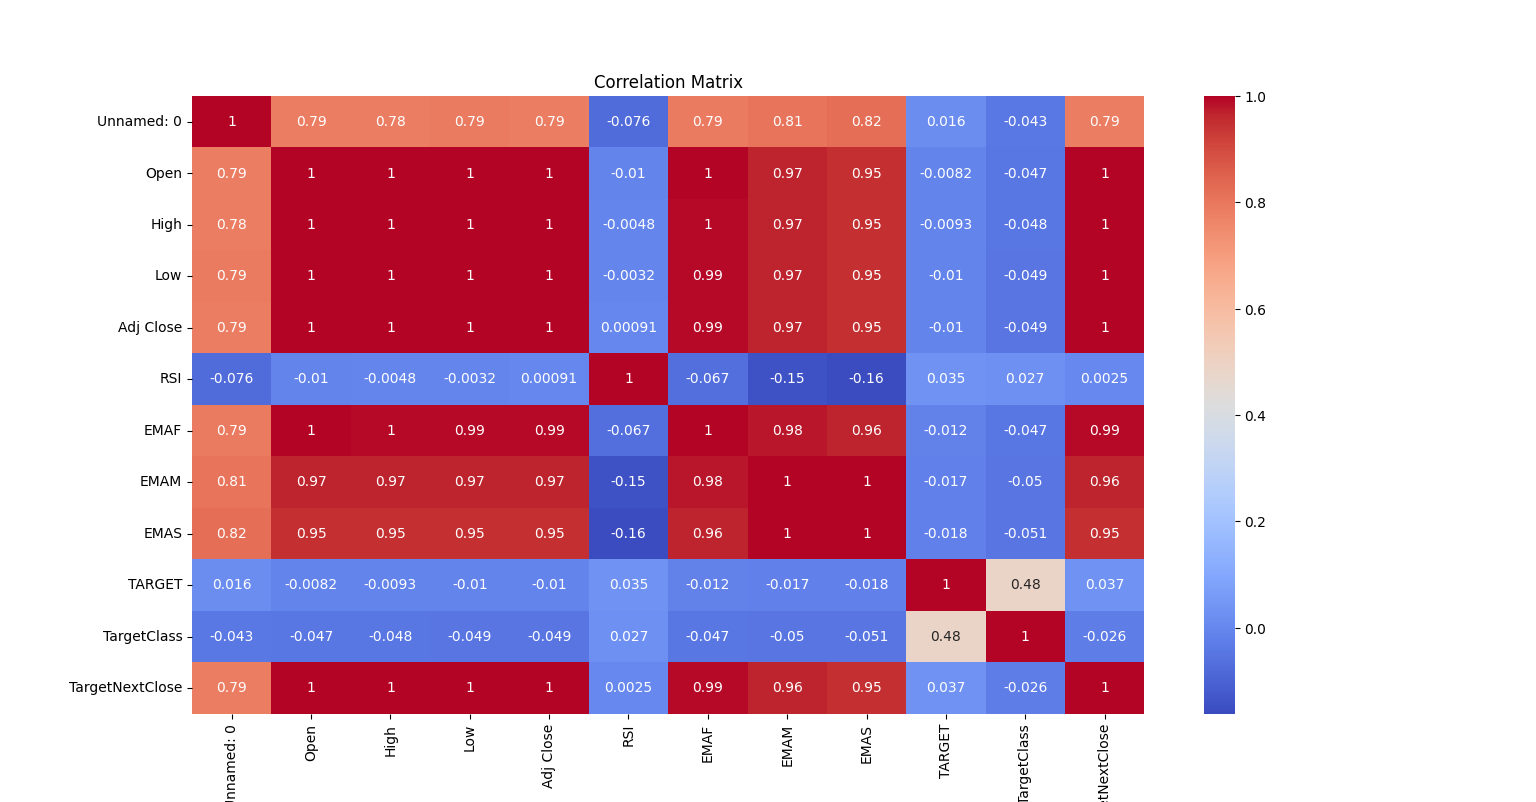 Correlation Matrix
Unnamed: 0 1 0.79 0.78 0.79 0.79 -0.076 0.79 0.81 0.82 0.016 -0.043 0.79
Open 0.79 1 1 1 1 -0.01 1 0.97 0.95 -0.0082 -0.047 1
High 0.78 1 1 1 1 -0.0048 1 0.97 0.95 -0.0093 -0.048 1
Low 0.79 1 1 1 1 -0.0032 0.99 0.97 0.95 -0.01 -0.049 1
Adj Close 0.79 1 1 1 1 0.00091 0.99 0.97 0.95 -0.01 -0.049 1
RSI -0.076 -0.01 -0.0048 -0.0032 0.00091 1 -0.067 -0.15 -0.16 0.035 0.027 0.0025
EMAF 0.79 1 1 0.99 0.99 -0.067 1 0.98 0.96 -0.012 -0.047 0.99
EMAM 0.81 0.97 0.97 0.97 0.97 -0.15 0.98 1 1 -0.017 -0.05 0.96
EMAS 0.82 0.95 0.95 0.95 0.95 -0.16 0.96 1 1 -0.018 -0.051 0.95
TARGET 0.016 -0.0082 -0.0093 -0.01 -0.01 0.035 -0.012 -0.017 -0.018 1 0.48 0.037
TargetClass -0.043 -0.047 -0.048 -0.049 -0.049 0.027 -0.047 -0.05 -0.051 0.48 1 -0.026
TargetNextClose 0.79 1 1 1 1 0.0025 0.99 0.96 0.95 0.037 -0.026 1
Unnamed: 0 Open High Low Adj Close RSI EMAF EMAM EMAS TARGET TargetClass etNextClose
1.0
0.8
0.6
0.4
0.2
0.0